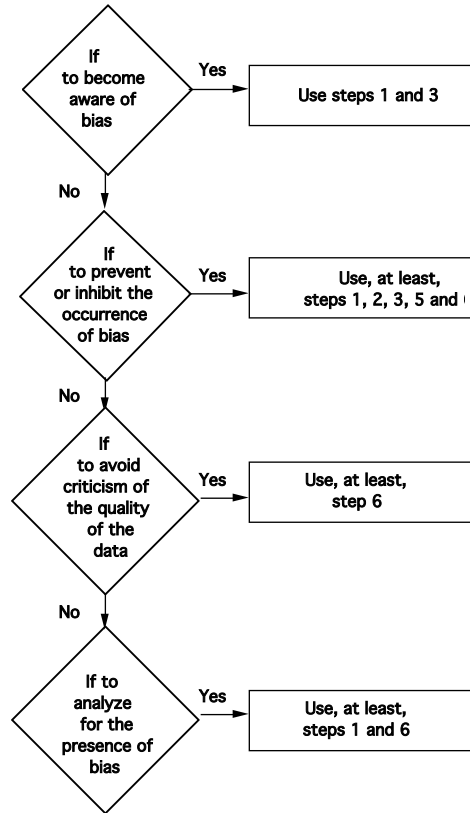 If
to become
aware of
bias
Yes
Use steps 1 and 3
No
If
to prevent
or inhibit the
occurrence
of bias
Yes
Use, at least,
steps 1, 2, 3, 5 and
No
If
to avoid
criticism of
the quality
of the
data
Yes
Use, at least,
step 6
No
If to
analyze
for the
presence of
bias
Yes
Use, at least,
steps 1 and 6